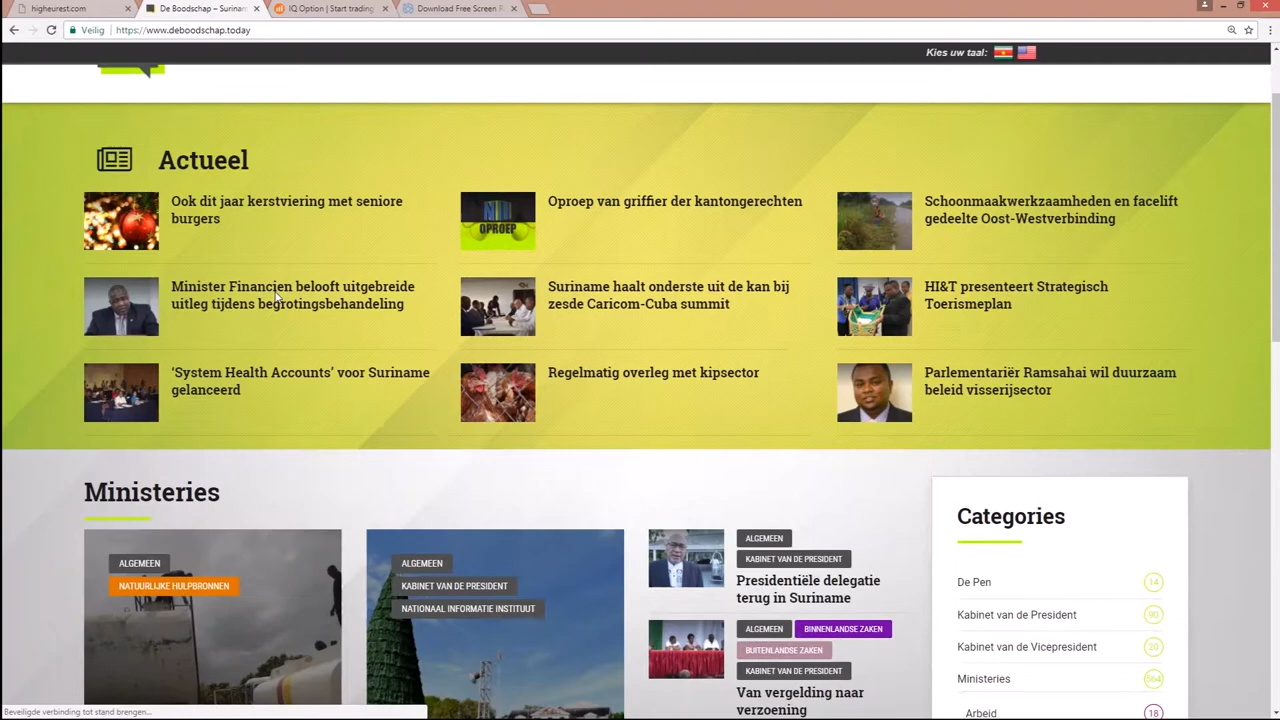 higheurest.com
De Boodschap – Surinam
IQ Option | Start trading
Download Free Screen R
Veilig
https://www.deboodschap.today
Kies uw taal:
Actueel
Ook dit jaar kerstviering met seniore
burgers
OPROEP
Oproep van griffier der kantongerechten
Schoonmaakwerkzaamheden en facelift
gedeelte Oost-Westverbinding
Minister Financien belooft uitgebreide
uitleg tijdens begrotingsbehandeling
Suriname haalt onderste uit de kan bij
zesde Caricom-Cuba summit
HI&T presenteert Strategisch
Toerismeplan
‘System Health Accounts’ voor Suriname
gelanceerd
Regelmatig overleg met kipsector
Parlementariër Ramsahai wil duurzaam
beleid visserijsector
Ministeries
ALGEMEEN
NATUURLIJKE HULPBRONNEN
ALGEMEEN
KABINET VAN DE PRESIDENT
NATIONAAL INFORMATIE INSTITUUT
ALGEMEEN
KABINET VAN DE PRESIDENT
Presidentiële delegatie
terug in Suriname
ALGEMEEN
BINNENLANDSE ZAKEN
BUITENLANDSE ZAKEN
KABINET VAN DE PRESIDENT
Van vergelding naar
verzoening
Categories
De Pen 14
Kabinet van de President 90
Kabinet van de Vicepresident 20
Ministeries 564
Arbeid 18
Beveiligde verbinding tot stand brengen...